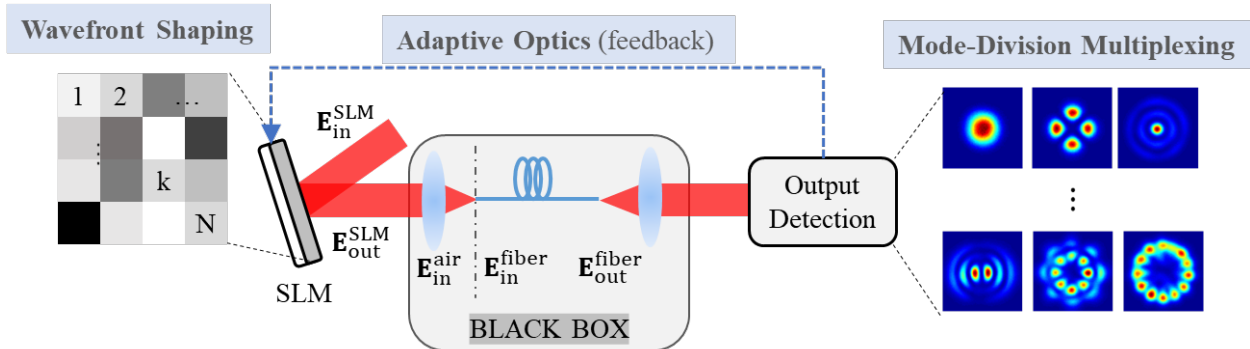 Wavefront Shaping
Adaptive Optics (feedback)
Mode-Division Multiplexing
1 2 ...
...
k
N
E_in^SLM
E_out^SLM
SLM
E_in^air
E_in^fiber
E_out^fiber
BLACK BOX
Output
Detection
...